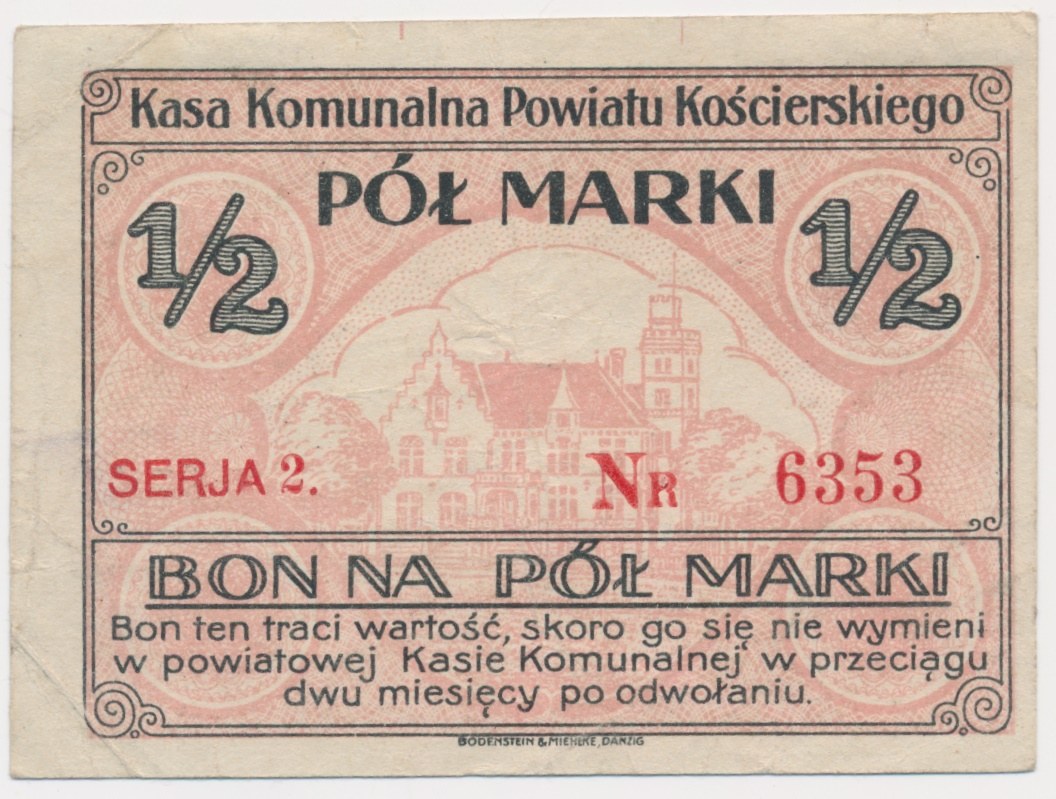 Kasa Komunalna Powiatu Kościerskiego
PÓŁ MARKI
1/2 1/2
SERJA 2. NR 6353
BON NA PÓŁ MARKI
Bon ten traci wartość, skoro go się nie wymieni
w powiatowej Kasie Komunalnej w przeciągu
dwu miesięcy po odwołaniu.
BODENSTEIN & MIEHLKE, DANZIG